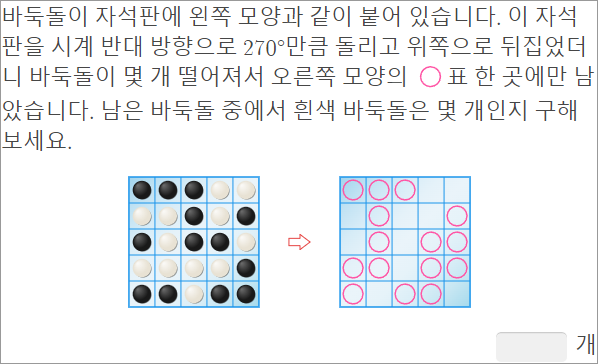 바둑돌이 자석판에 왼쪽 모양과 같이 붙어 있습니다. 이 자석
판을 시계 반대 방향으로 270°만큼 돌리고 위쪽으로 뒤집었더
니 바둑돌이 몇 개 떨어져서 오른쪽 모양의 ○표 한 곳에만 남
았습니다. 남은 바둑돌 중에서 흰색 바둑돌은 몇 개인지 구해
보세요.
개